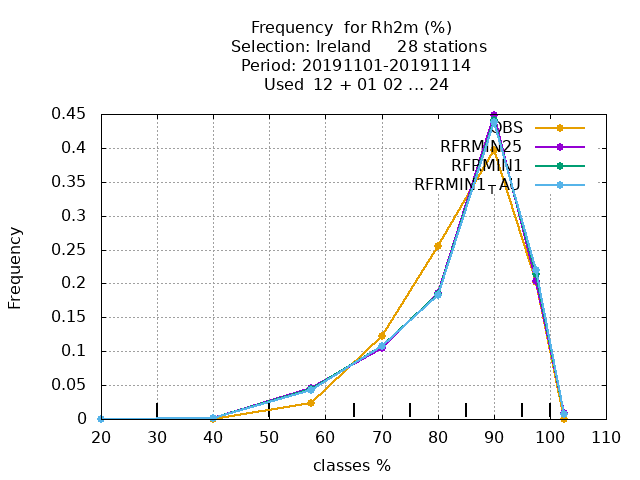 Frequency  for Rh2m (%)
Selection: Ireland     28 stations
Period: 20191101-20191114
Used  12 + 01 02 ... 24
0.45
0.4
0.35
0.3
0.25
0.2
0.15
0.1
0.05
0
Frequency
OBS
RFRMIN25
RFRMIN1
RFRMIN1TAU
20 30 40 50 60 70 80 90 100 110
classes %